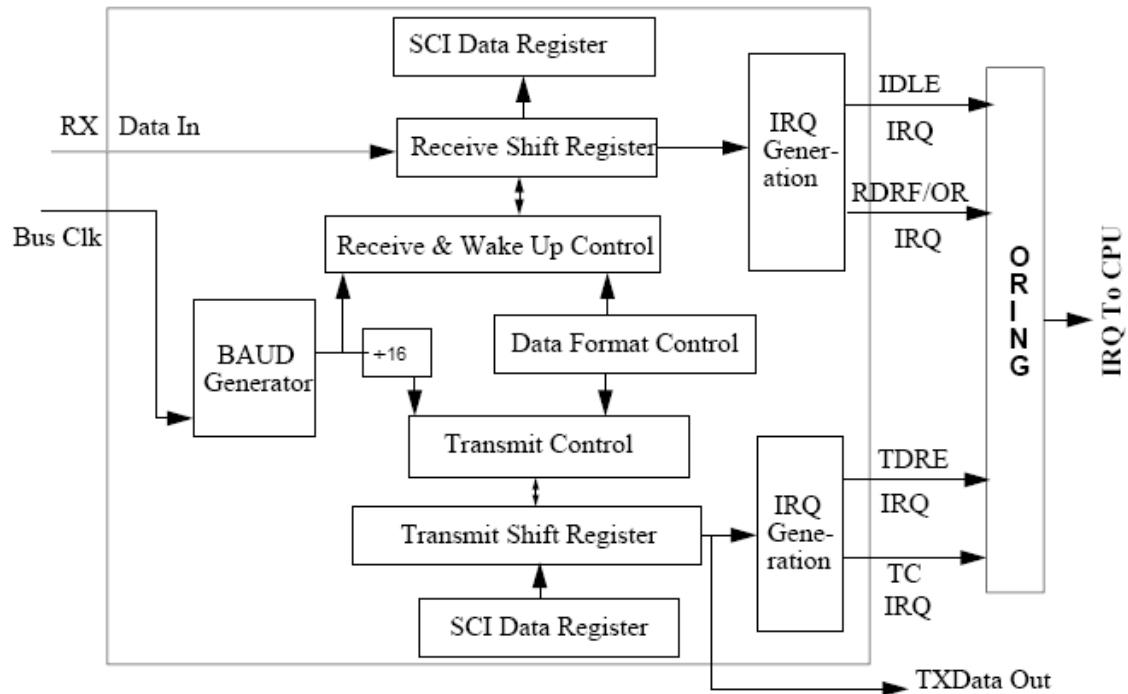 SCI Data Register
RX
Data In
Receive Shift Register
IRQ
Gener-
ation
IDLE
IRQ
RDRF/OR
IRQ
Bus Clk
Receive & Wake Up Control
BAUD
Generator
÷16
Data Format Control
ORING
IRQ To CPU
Transmit Control
Transmit Shift Register
IRQ
Gene-
ration
TDRE
IRQ
TC
IRQ
SCI Data Register
TXData Out